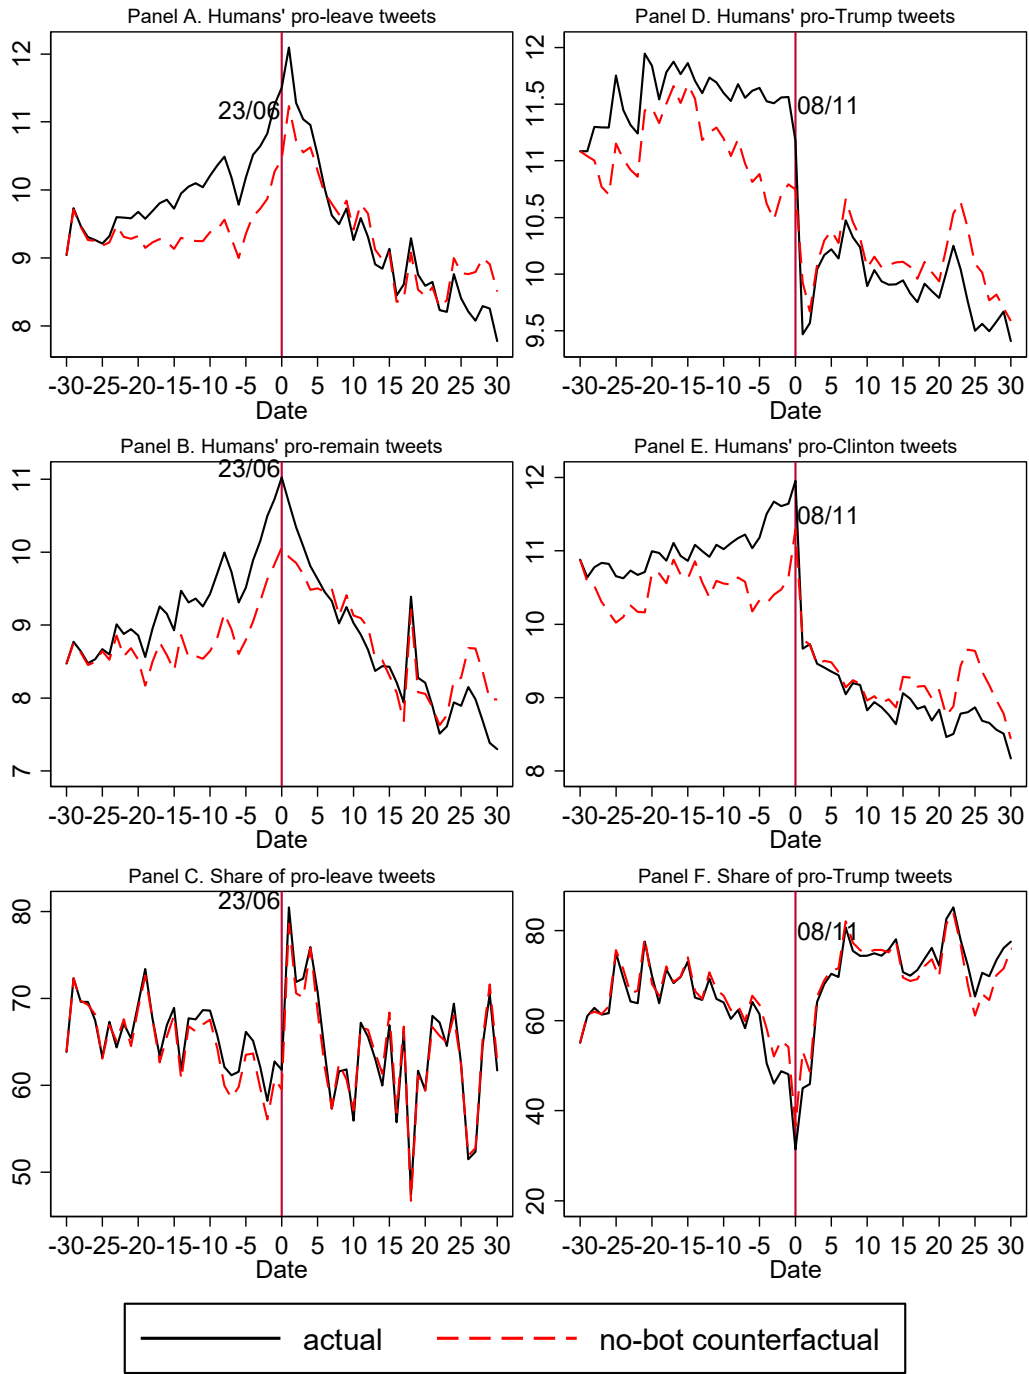 Panel A. Humans' pro-leave tweets
12
11
10
9
8
23/06
-30 -25 -20 -15 -10 -5 0 5 10 15 20 25 30
Date
Panel D. Humans' pro-Trump tweets
12
11.5
11
10.5
10
9.5
08/11
-30 -25 -20 -15 -10 -5 0 5 10 15 20 25 30
Date
Panel B. Humans' pro-remain tweets
11
10
9
8
7
23/06
-30 -25 -20 -15 -10 -5 0 5 10 15 20 25 30
Date
Panel E. Humans' pro-Clinton tweets
12
11
10
9
8
08/11
-30 -25 -20 -15 -10 -5 0 5 10 15 20 25 30
Date
Panel C. Share of pro-leave tweets
80
70
60
50
23/06
-30 -25 -20 -15 -10 -5 0 5 10 15 20 25 30
Date
Panel F. Share of pro-Trump tweets
80
60
40
20
08/11
-30 -25 -20 -15 -10 -5 0 5 10 15 20 25 30
Date
actual
no-bot counterfactual